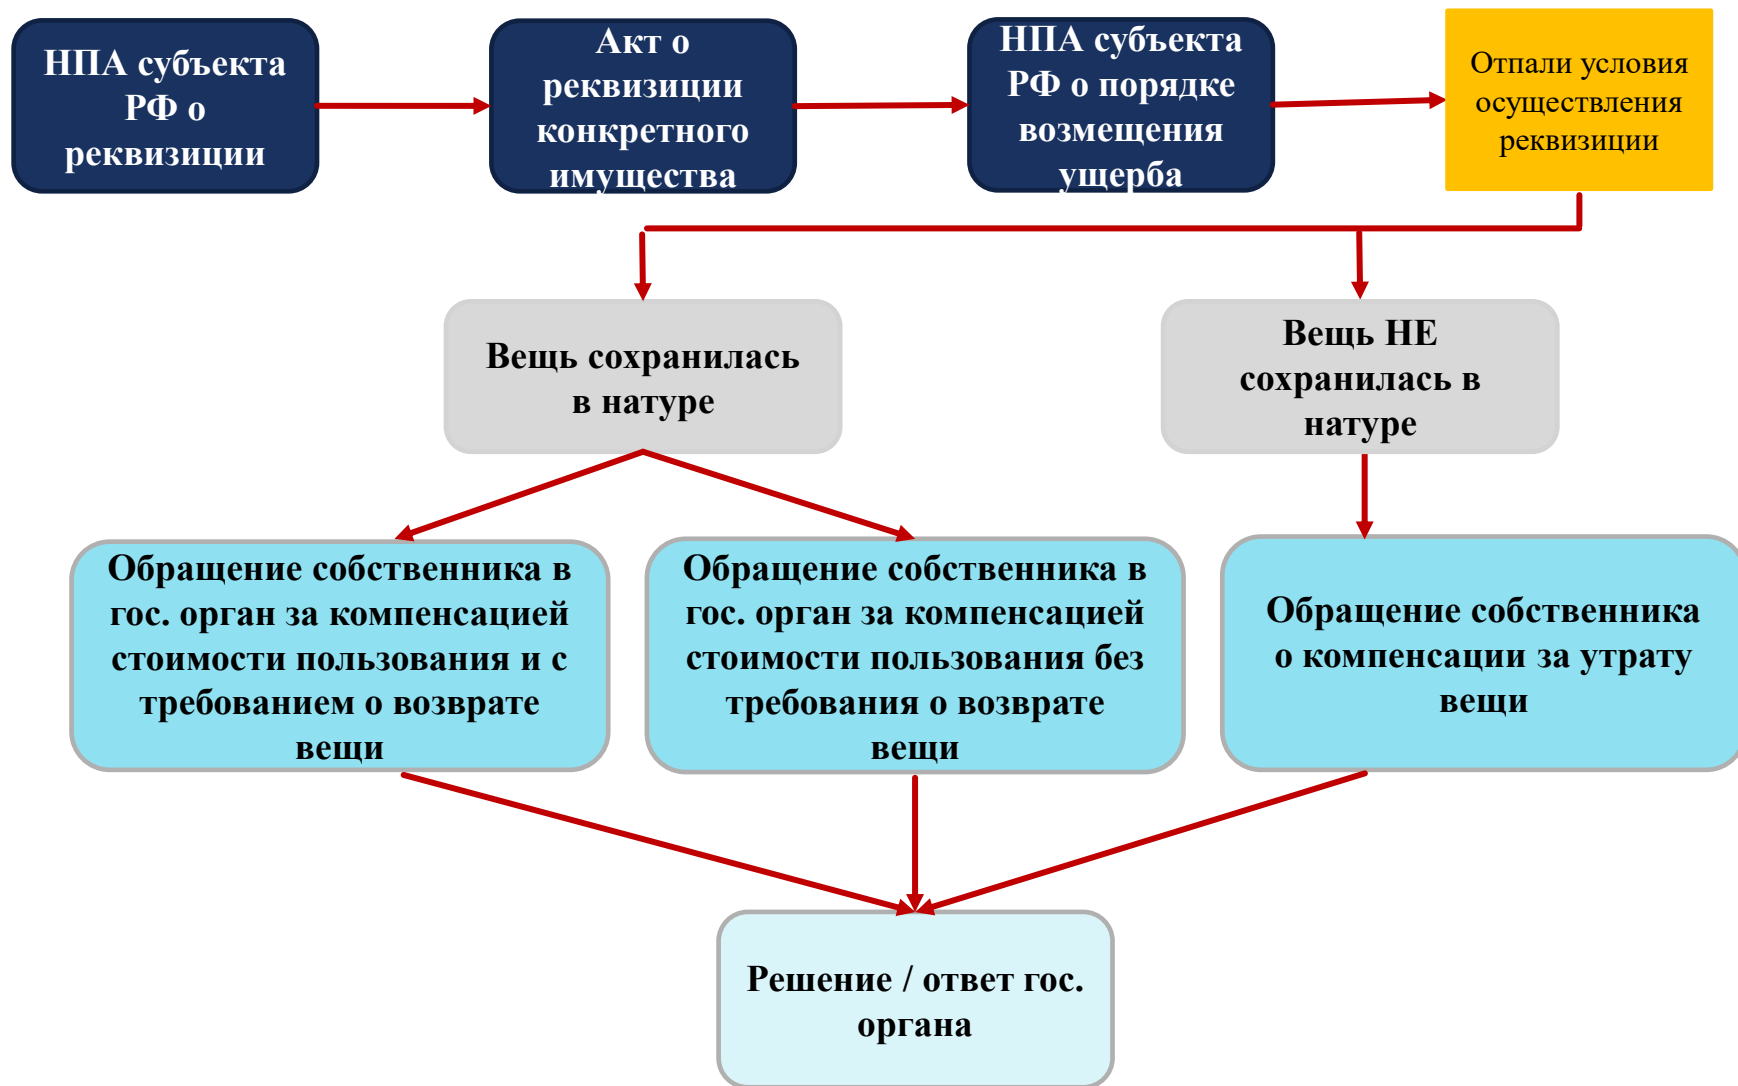 НПА субъекта
РФ о
реквизиции
Акт о
реквизиции
конкретного
имущества
НПА субъекта
РФ о порядке
возмещения
ущерба
Отпали условия
осуществления
реквизиции
Вещь сохранилась
в натуре
Вещь НЕ
сохранилась в
натуре
Обращение собственника в
гос. орган за компенсацией
стоимости пользования и с
требованием о возврате
вещи
Обращение собственника в
гос. орган за компенсацией
стоимости пользования без
требования о возврате
вещи
Обращение собственника
о компенсации за утрату
вещи
Решение / ответ гос.
органа